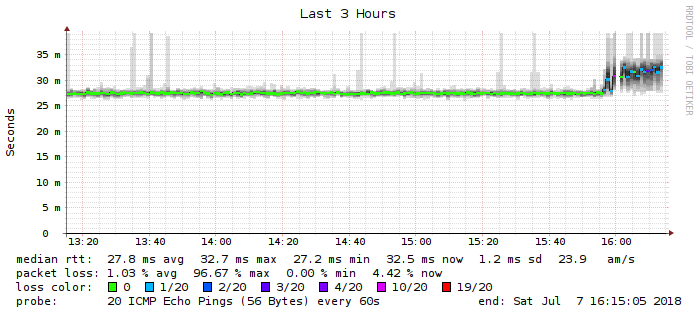 Last 3 Hours
RRDTOOL / TOBI OETIKER
Seconds
35 m
30 m
25 m
20 m
15 m
10 m
5 m
0
13:20 13:40 14:00 14:20 14:40 15:00 15:20 15:40 16:00
median rtt: 27.8 ms avg 32.7 ms max 27.2 ms min 32.5 ms now 1.2 ms sd 23.9 am/s
packet loss: 1.03 % avg 96.67 % max 0.00 % min 4.42 % now
loss color: 0 1/20 2/20 3/20 4/20 10/20 19/20
probe: 20 ICMP Echo Pings (56 Bytes) every 60s end: Sat Jul 7 16:15:05 2018